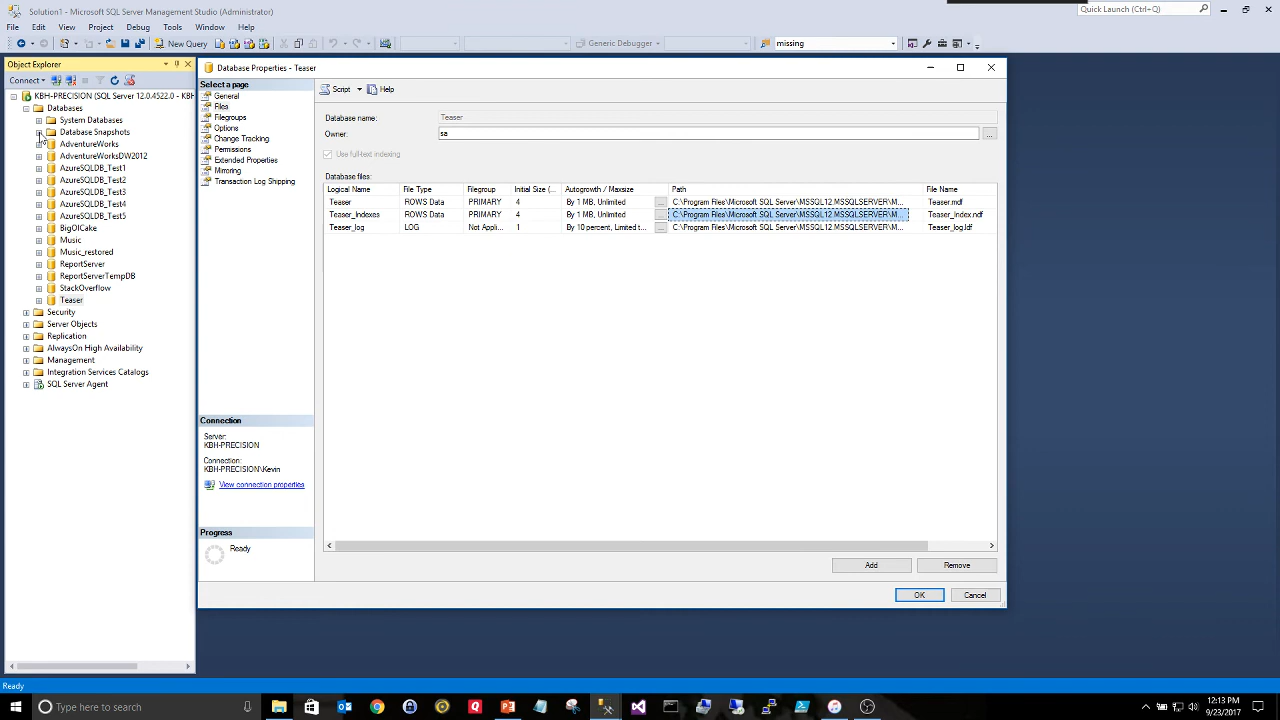 Solution1 - Microsoft SQL Server Management Studio (Administrator)
Quick Launch (Ctrl+Q)
File Edit View Project Debug Tools Window Help
New Query
Generic Debugger
missing
Object Explorer
Connect
KBH-PRECISION (SQL Server 12.0.4522.0 - KBH
Databases
System Databases
Database Snapshots
AdventureWorks
AdventureWorksDW2012
AzureSQLDB_Test1
AzureSQLDB_Test2
AzureSQLDB_Test3
AzureSQLDB_Test4
AzureSQLDB_Test5
BigOlCake
Music
Music_restored
ReportServer
ReportServerTempDB
StackOverflow
Teaser
Security
Server Objects
Replication
AlwaysOn High Availability
Management
Integration Services Catalogs
SQL Server Agent
Database Properties - Teaser
Select a page
General
Files
Filegroups
Options
Change Tracking
Permissions
Extended Properties
Mirroring
Transaction Log Shipping
Connection
Server:
KBH-PRECISION
Connection:
KBH-PRECISION\Kevin
View connection properties
Progress
Ready
Script Help
Database name: Teaser
Owner: sa ...
Use full-text indexing
Database files:
Logical Name File Type Filegroup Initial Size (... Autogrowth / Maxsize Path File Name
Teaser ROWS Data PRIMARY 4 By 1 MB, Unlimited ... C:\Program Files\Microsoft SQL Server\MSSQL12.MSSQLSERVER\M... Teaser.mdf
Teaser_Indexes ROWS Data PRIMARY 4 By 1 MB, Unlimited ... C:\Program Files\Microsoft SQL Server\MSSQL12.MSSQLSERVER\M... Teaser_Index.ndf
Teaser_log LOG Not Appli... 1 By 10 percent, Limited t... ... C:\Program Files\Microsoft SQL Server\MSSQL12.MSSQLSERVER\M... Teaser_log.ldf
Add Remove
OK Cancel
Ready
Type here to search
12:13 PM
9/23/2017